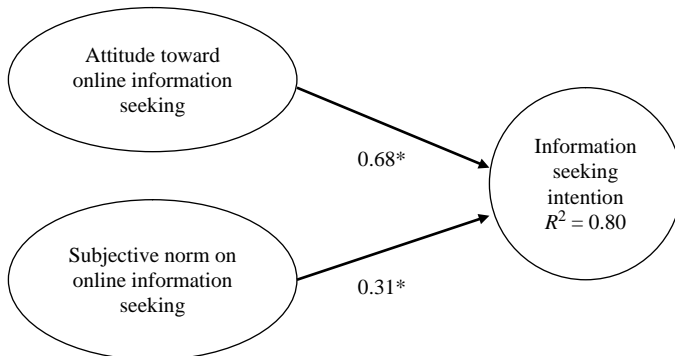 Attitude toward
online information
seeking
0.68*
Information
seeking
intention
R² = 0.80
Subjective norm on
online information
seeking
0.31*